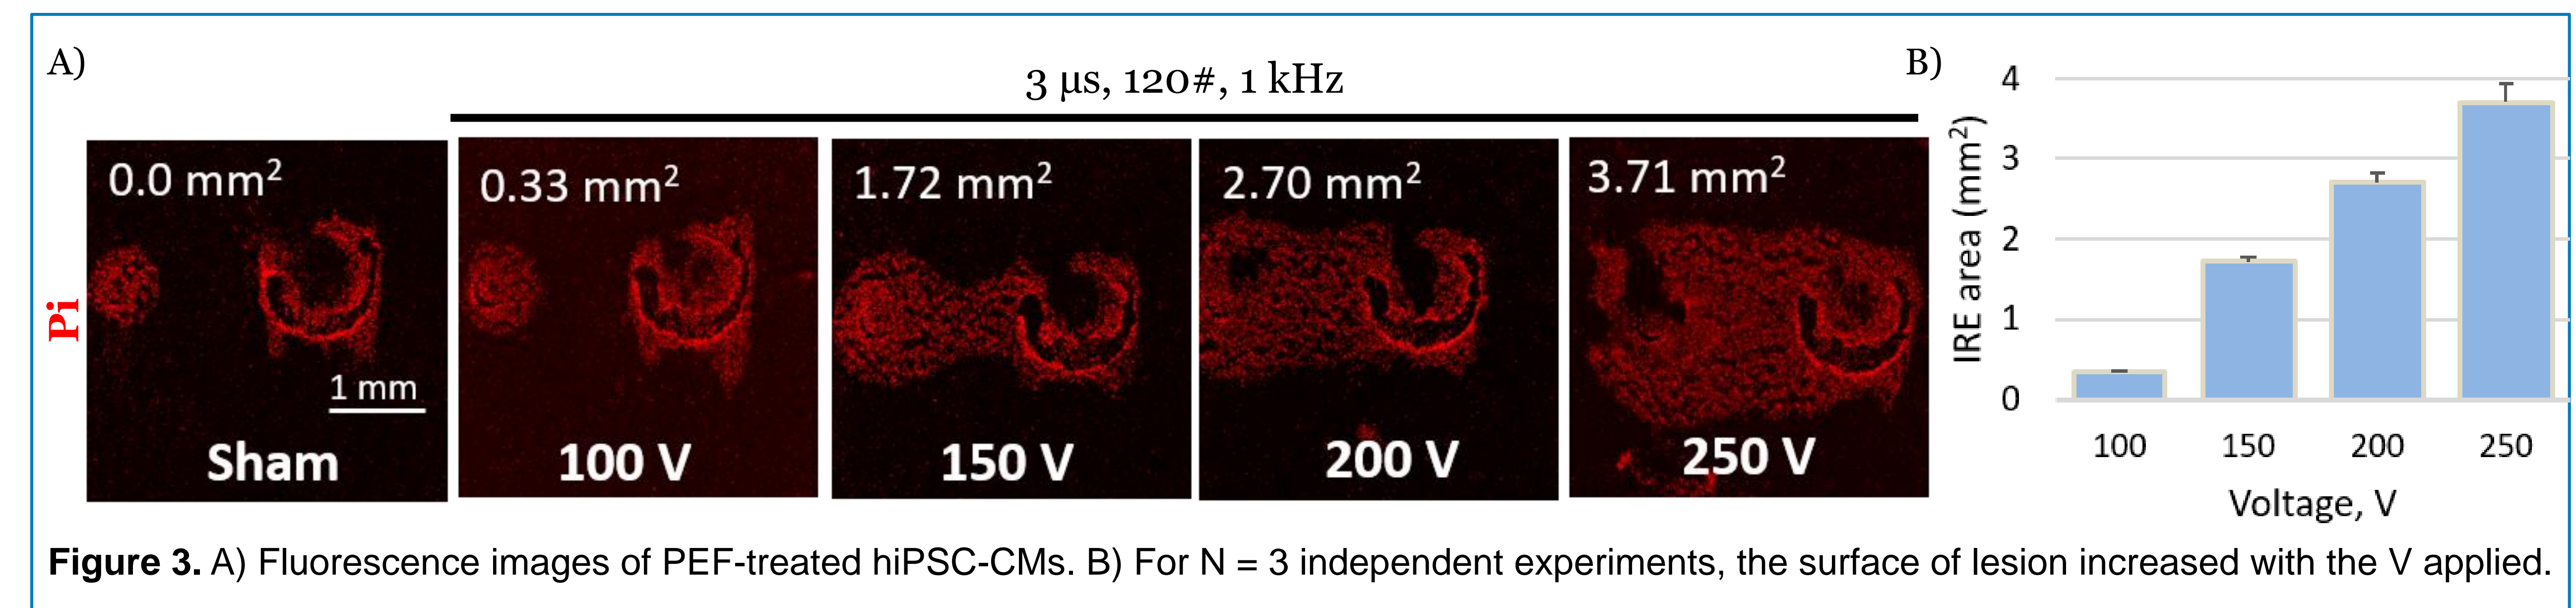 A)
3 µs, 120#, 1 kHz
Pi
0.0 mm²
1 mm
Sham
0.33 mm²
100 V
1.72 mm²
150 V
2.70 mm²
200 V
3.71 mm²
250 V
B)
IRE area (mm²)
4
3
2
1
0
100 150 200 250
Voltage, V
Figure 3. A) Fluorescence images of PEF-treated hiPSC-CMs. B) For N = 3 independent experiments, the surface of lesion increased with the V applied.